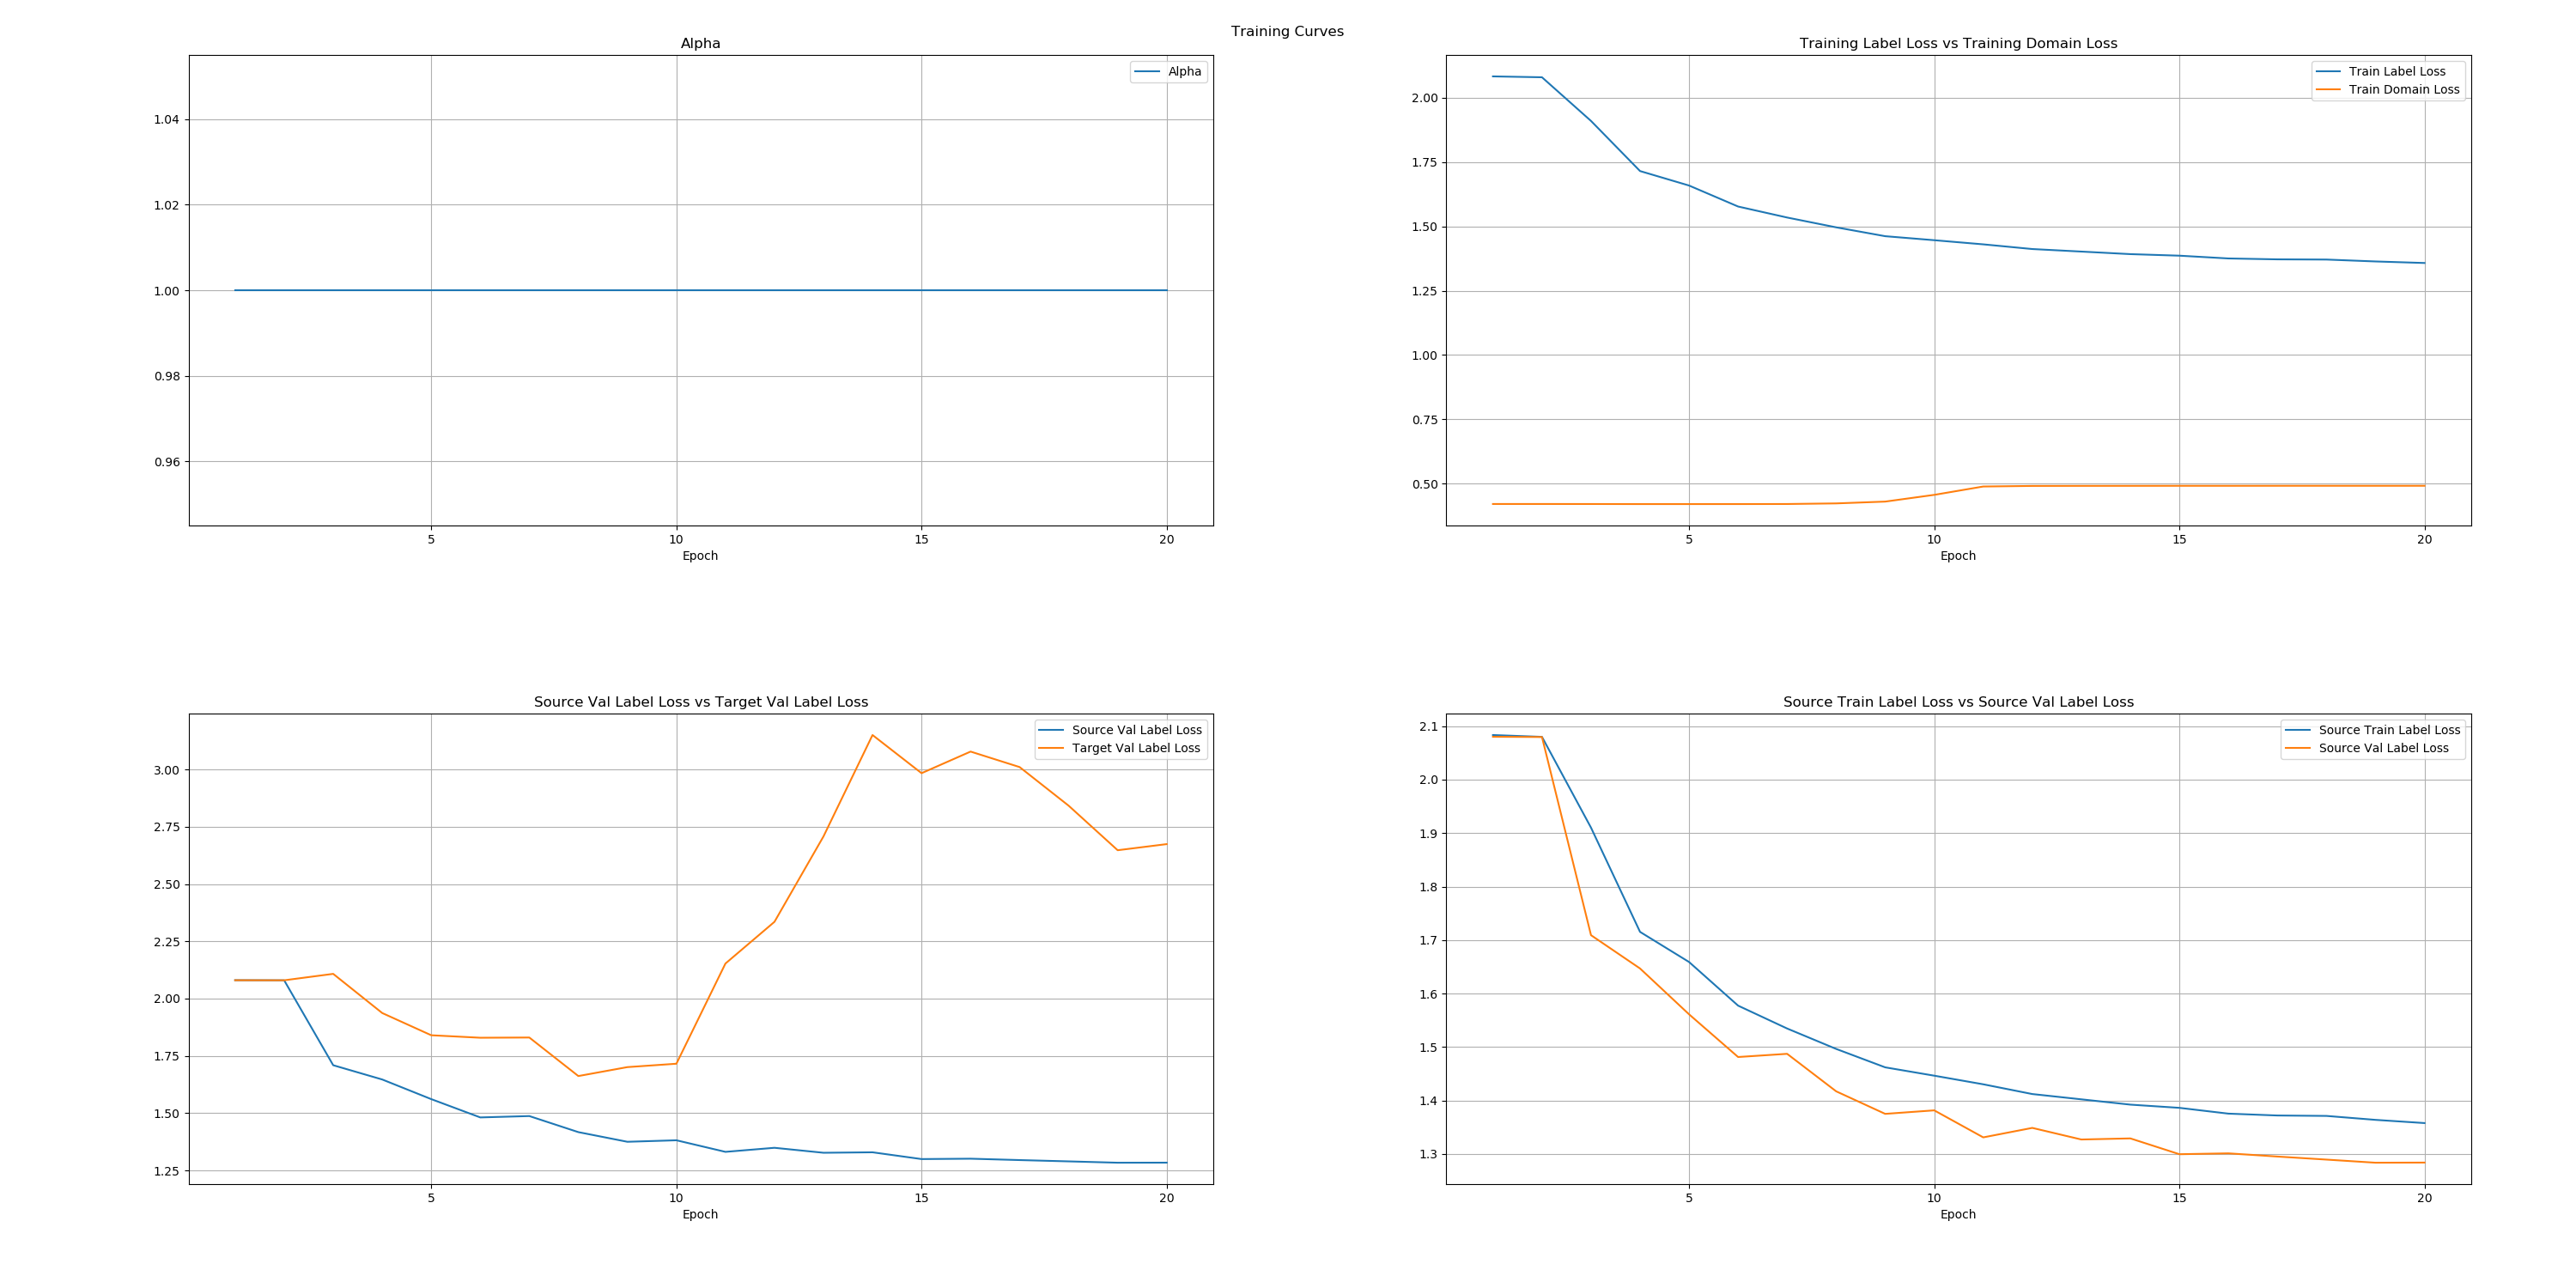 Training Curves
Alpha
Alpha
1.04
1.02
1.00
0.98
0.96
5
10
15
20
Epoch
Training Label Loss vs Training Domain Loss
Train Label Loss
Train Domain Loss
2.00
1.75
1.50
1.25
1.00
0.75
0.50
5
10
15
20
Epoch
Source Val Label Loss vs Target Val Label Loss
Source Val Label Loss
Target Val Label Loss
3.00
2.75
2.50
2.25
2.00
1.75
1.50
1.25
5
10
15
20
Epoch
Source Train Label Loss vs Source Val Label Loss
Source Train Label Loss
Source Val Label Loss
2.1
2.0
1.9
1.8
1.7
1.6
1.5
1.4
1.3
5
10
15
20
Epoch